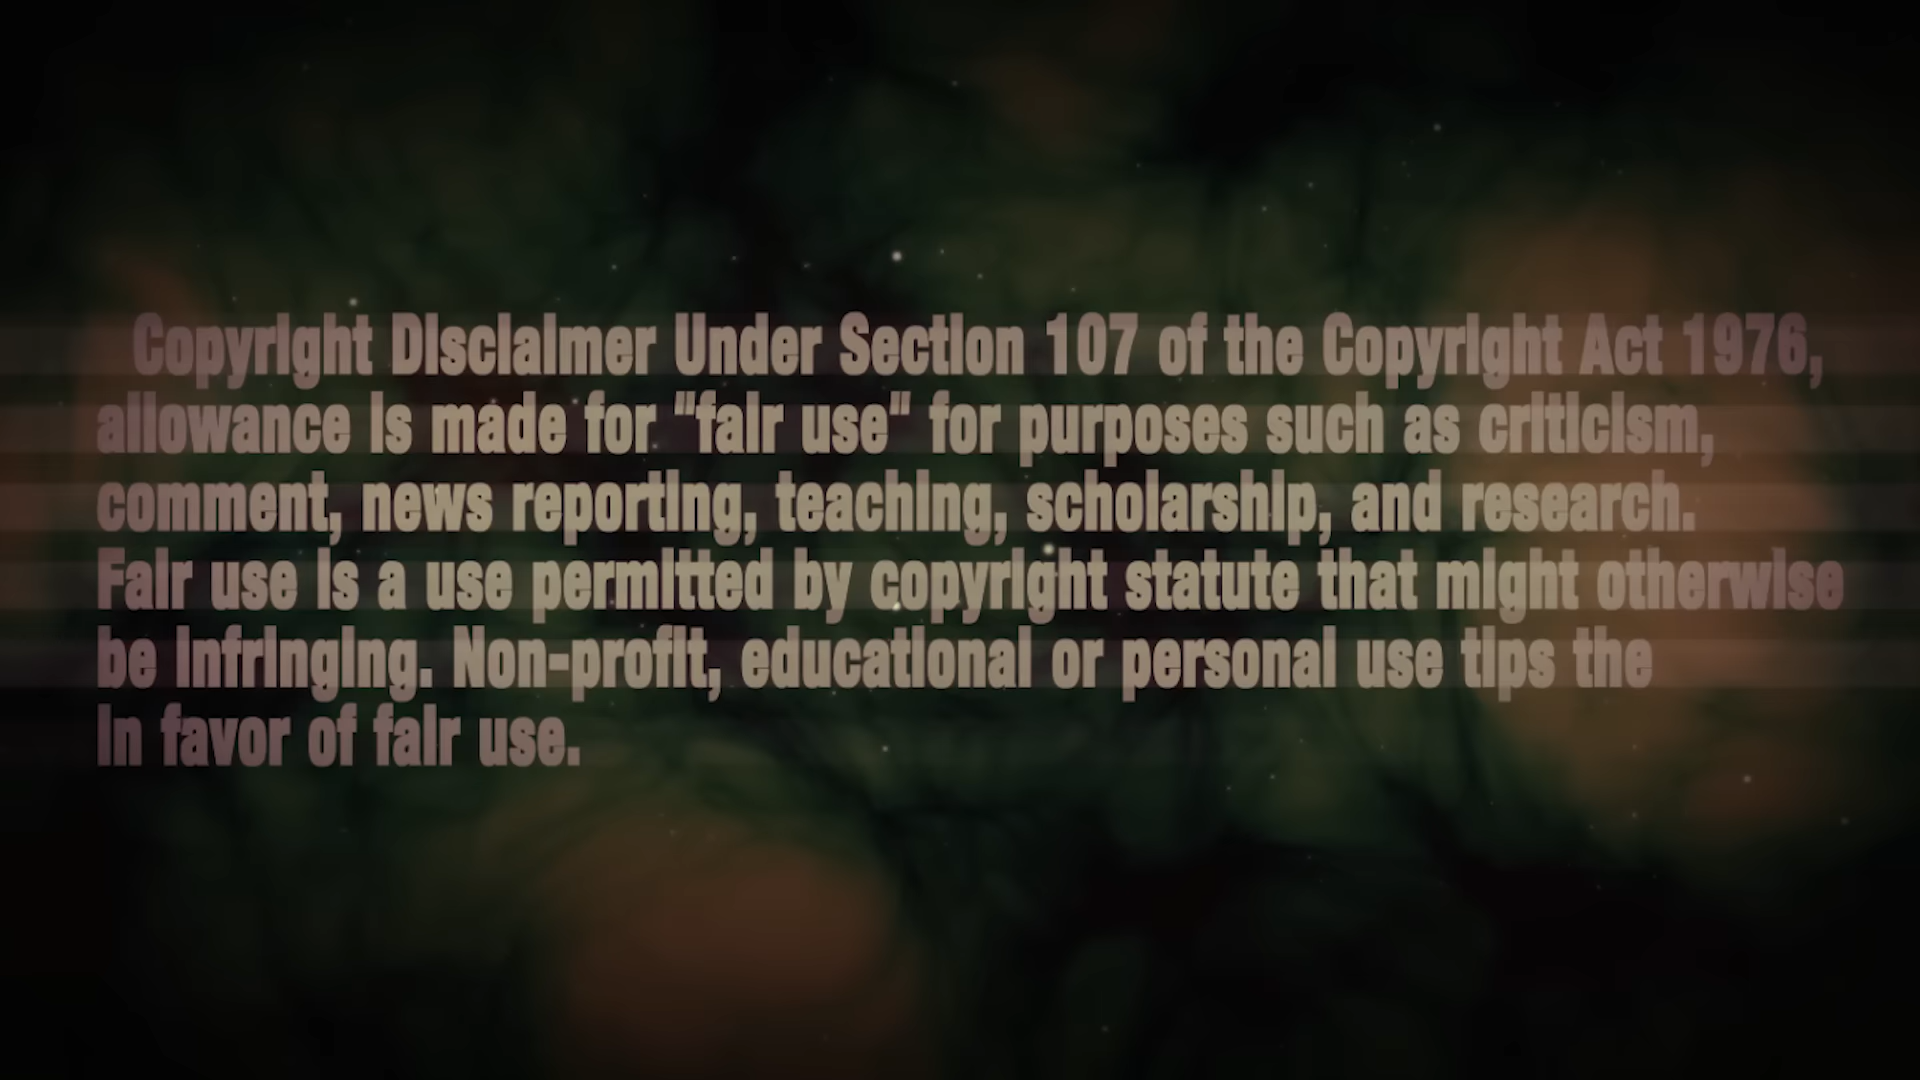 Copyright Disclaimer Under Section 107 of the Copyright Act 1976,
allowance is made for "fair use" for purposes such as criticism,
comment, news reporting, teaching, scholarship, and research.
Fair use is a use permitted by copyright statute that might otherwise
be infringing. Non-profit, educational or personal use tips the
in favor of fair use.